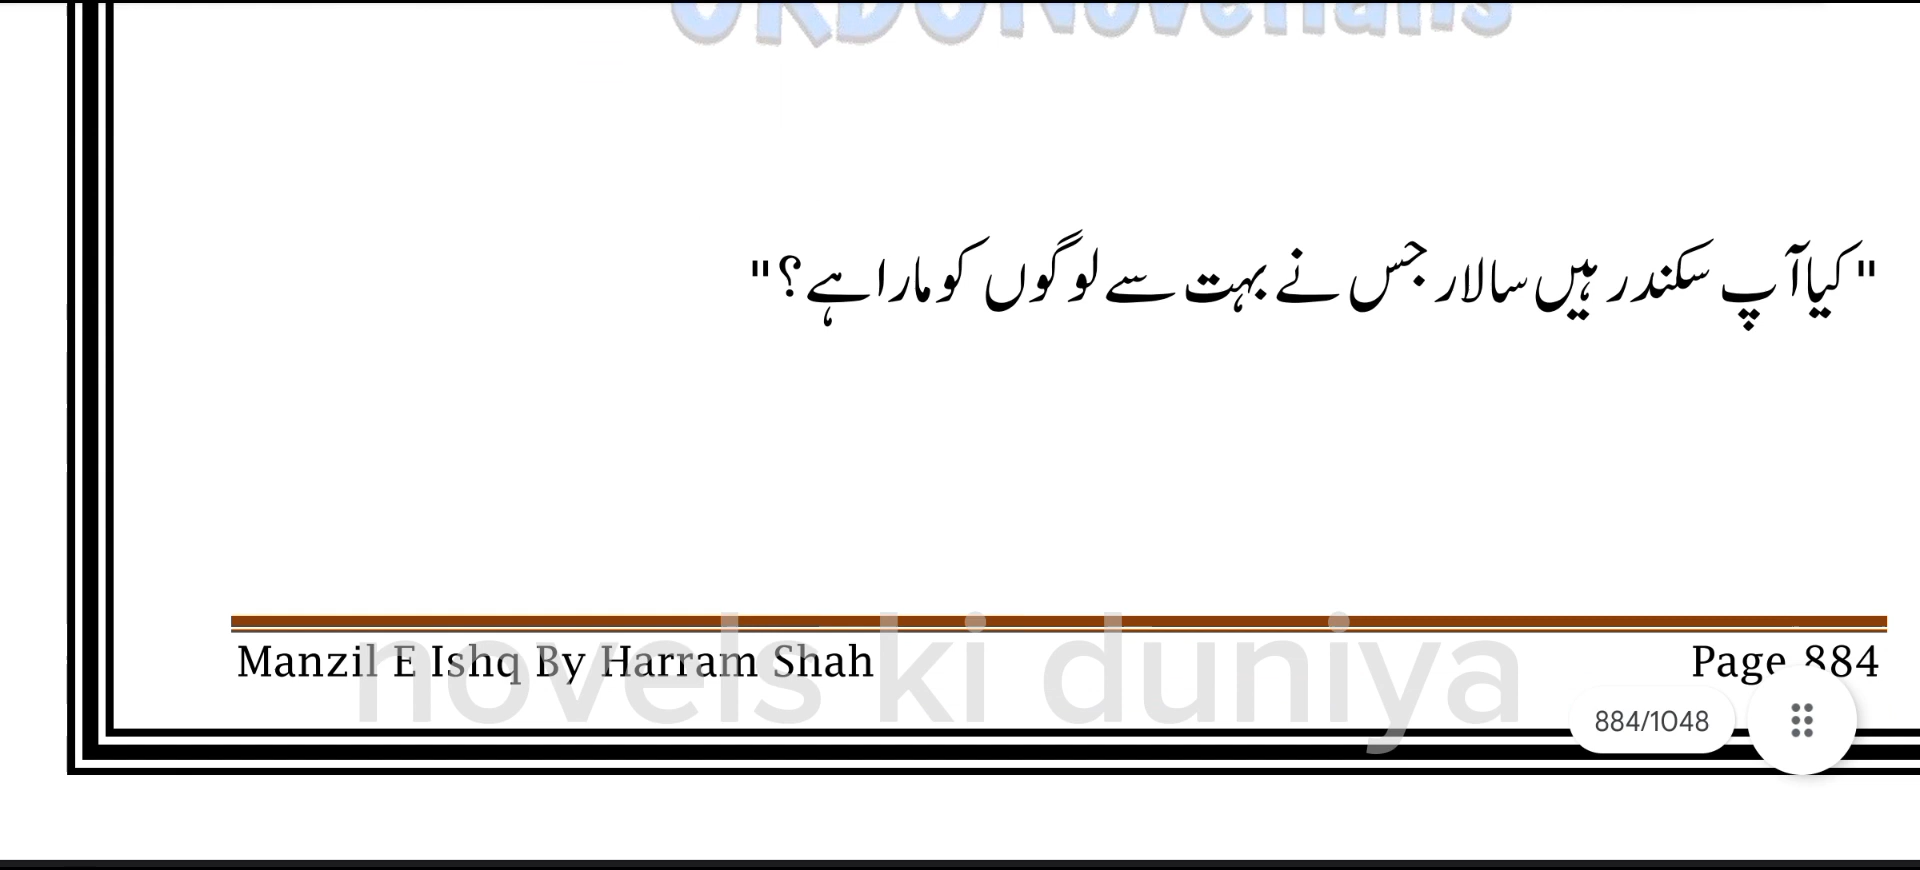 URDUNovelians
"کیا آپ سکندر ہیں سالار جس نے بہت سے لوگوں کو مارا ہے؟"
novels ki duniya
Manzil E Ishq By Harram Shah
Page 884
884/1048